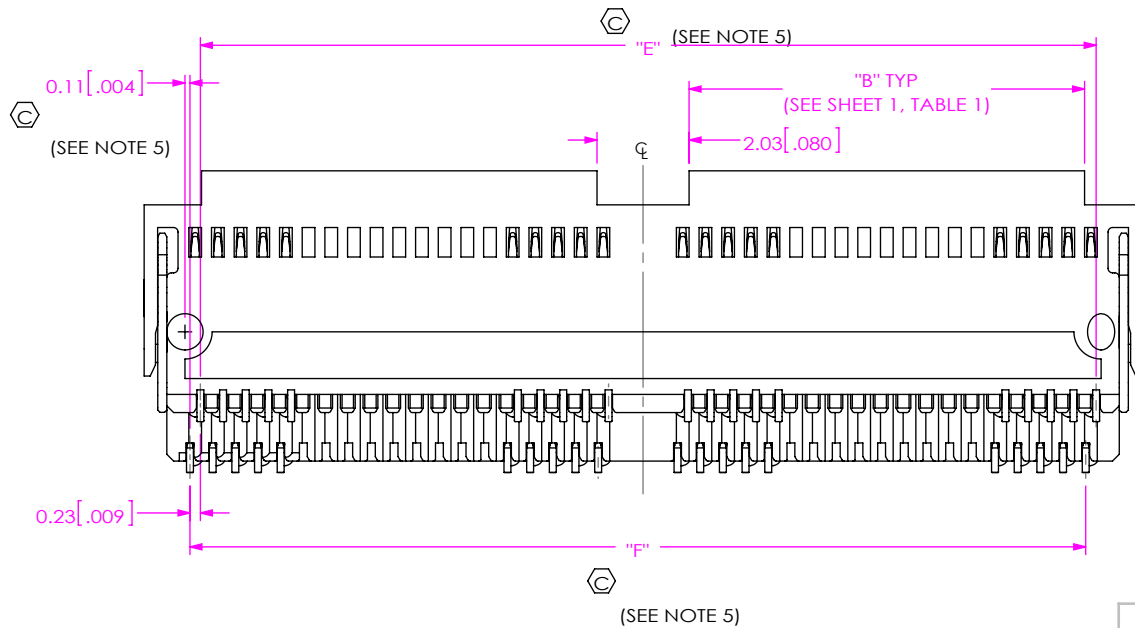 C
(SEE NOTE 5)
"E"
0.11[.004]
"B" TYP
(SEE SHEET 1, TABLE 1)
C
(SEE NOTE 5)
℄
2.03[.080]
0.23[.009]
"F"
C
(SEE NOTE 5)